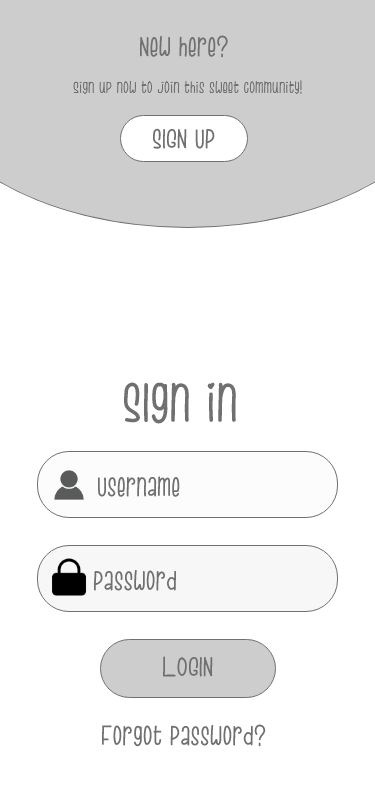 New here?
sign up now to join this sweet community!
SIGN UP
sign in
username
Password
LOGIN
Forgot Password?